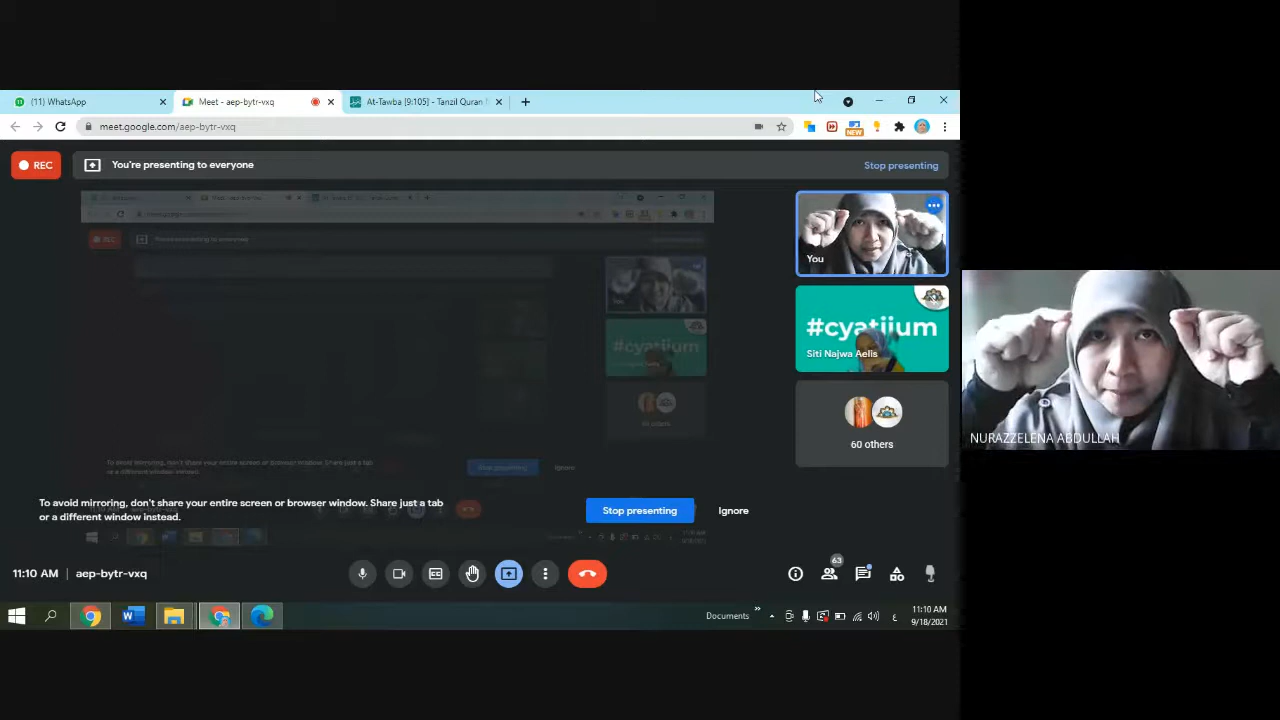 (11) WhatsApp
Meet - aep-bytr-vxq
At-Tawba [9:105] - Tanzil Quran
meet.google.com/aep-bytr-vxq
NEW
REC
You're presenting to everyone
Stop presenting
You
#cyatiium
Siti Najwa Aelis
60 others
NURAZZELENA ABDULLAH
To avoid mirroring, don't share your entire screen or browser window. Share just a tab
or a different window instead.
Stop presenting
Ignore
11:10 AM | aep-bytr-vxq
63
Documents
11:10 AM
9/18/2021